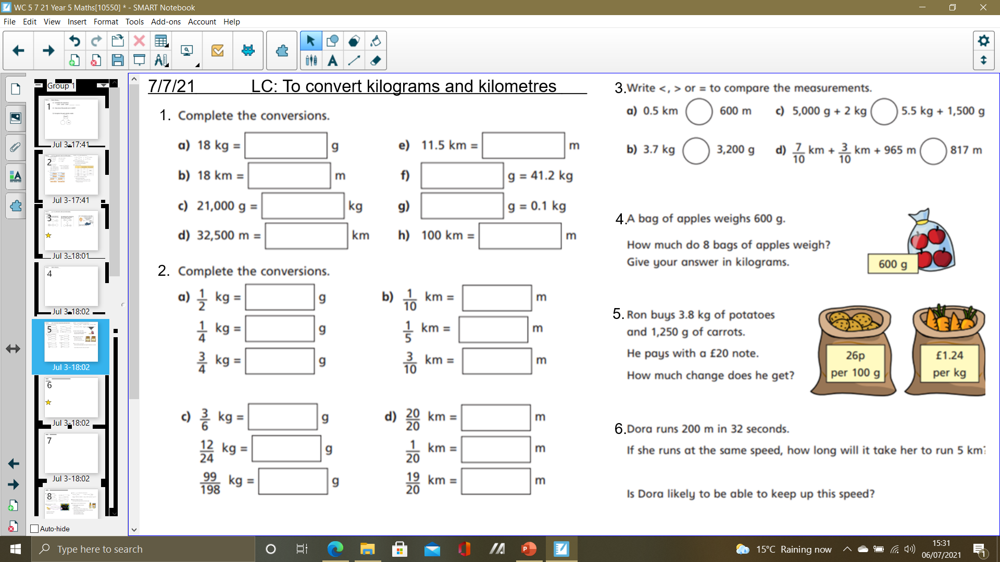 WC 5 7 21 Year 5 Maths[10550] * - SMART Notebook
File Edit View Insert Format Tools Add-ons Account Help
Group 1
1
Jul 3-17:41
2
Jul 3-17:41
3
Jul 3-18:01
4
Jul 3-18:02
5
Jul 3-18:02
6
Jul 3-18:02
7
Jul 3-18:02
8
Auto-hide
7/7/21 LC: To convert kilograms and kilometres
1. Complete the conversions.
a) 18 kg = g
b) 18 km = m
c) 21,000 g = kg
d) 32,500 m = km
e) 11.5 km = m
f) g = 41.2 kg
g) g = 0.1 kg
h) 100 km = m
2. Complete the conversions.
a) 1/2 kg = g
1/4 kg = g
3/4 kg = g
b) 1/10 km = m
1/5 km = m
3/10 km = m
c) 3/6 kg = g
12/24 kg = g
99/198 kg = g
d) 20/20 km = m
1/20 km = m
19/20 km = m
3. Write <, > or = to compare the measurements.
a) 0.5 km 600 m
b) 3.7 kg 3,200 g
c) 5,000 g + 2 kg 5.5 kg + 1,500 g
d) 7/10 km + 3/10 km + 965 m 817 m
4. A bag of apples weighs 600 g.
How much do 8 bags of apples weigh?
Give your answer in kilograms.
600 g
5. Ron buys 3.8 kg of potatoes
and 1,250 g of carrots.
He pays with a £20 note.
How much change does he get?
26p
per 100 g
£1.24
per kg
6. Dora runs 200 m in 32 seconds.
If she runs at the same speed, how long will it take her to run 5 km?
Is Dora likely to be able to keep up this speed?
Type here to search
15°C Raining now
15:31
06/07/2021
1